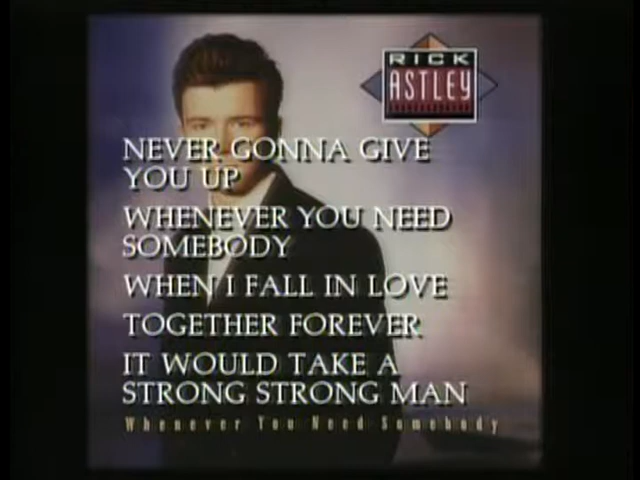 RICK
ASTLEY
NEVER GONNA GIVE
YOU UP
WHENEVER YOU NEED
SOMEBODY
WHEN I FALL IN LOVE
TOGETHER FOREVER
IT WOULD TAKE A
STRONG STRONG MAN
Whenever You Need Somebody